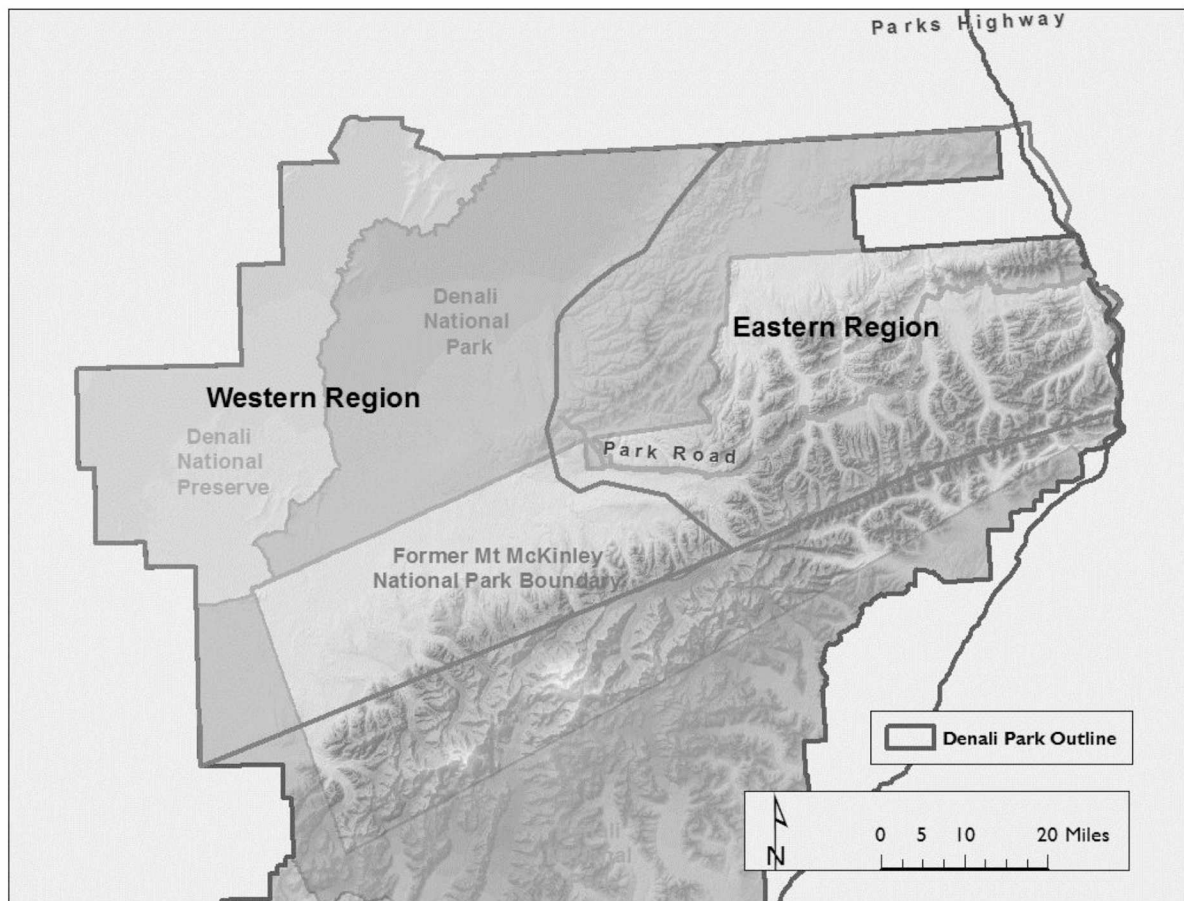 Parks Highway
Denali
National
Park
Eastern Region
Western Region
Denali
National
Preserve
Park Road
Former Mt McKinley
National Park Boundary
Denali Park Outline
N
0 5 10 20 Miles